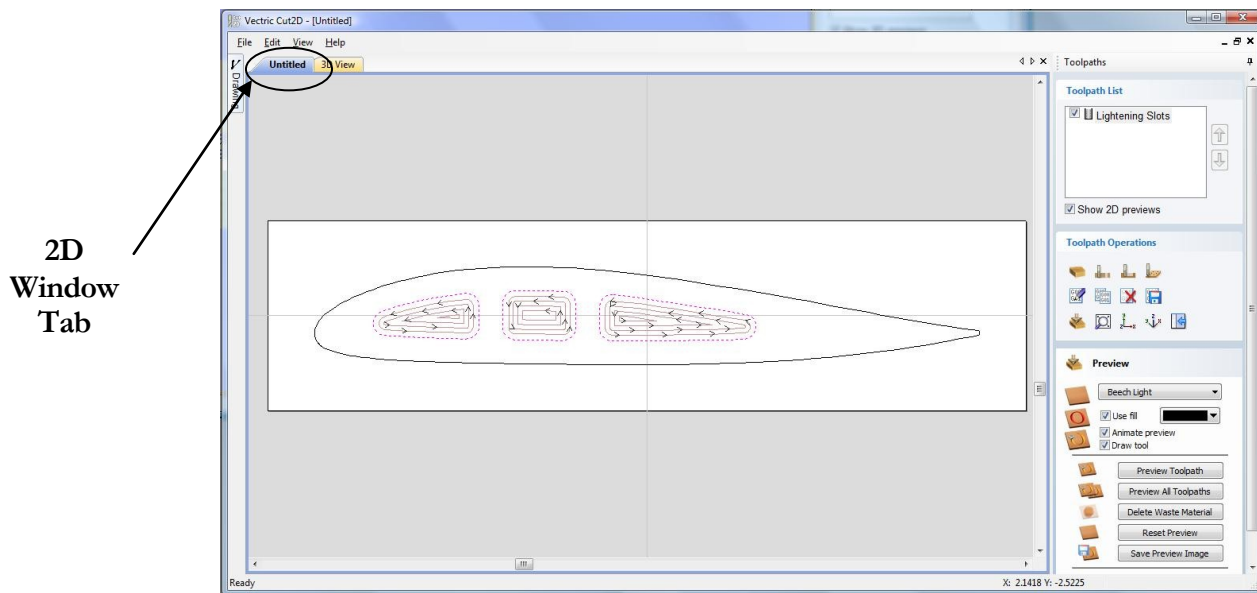 Vectric Cut2D - [Untitled]
File Edit View Help
Untitled 3D View
Drawing
2D
Window
Tab
Toolpaths
Toolpath List
Lightening Slots
Show 2D previews
Toolpath Operations
Preview
Beech Light
Use fill
Animate preview
Draw tool
Preview Toolpath
Preview All Toolpaths
Delete Waste Material
Reset Preview
Save Preview Image
Ready
X: 2.1418 Y: -2.5225